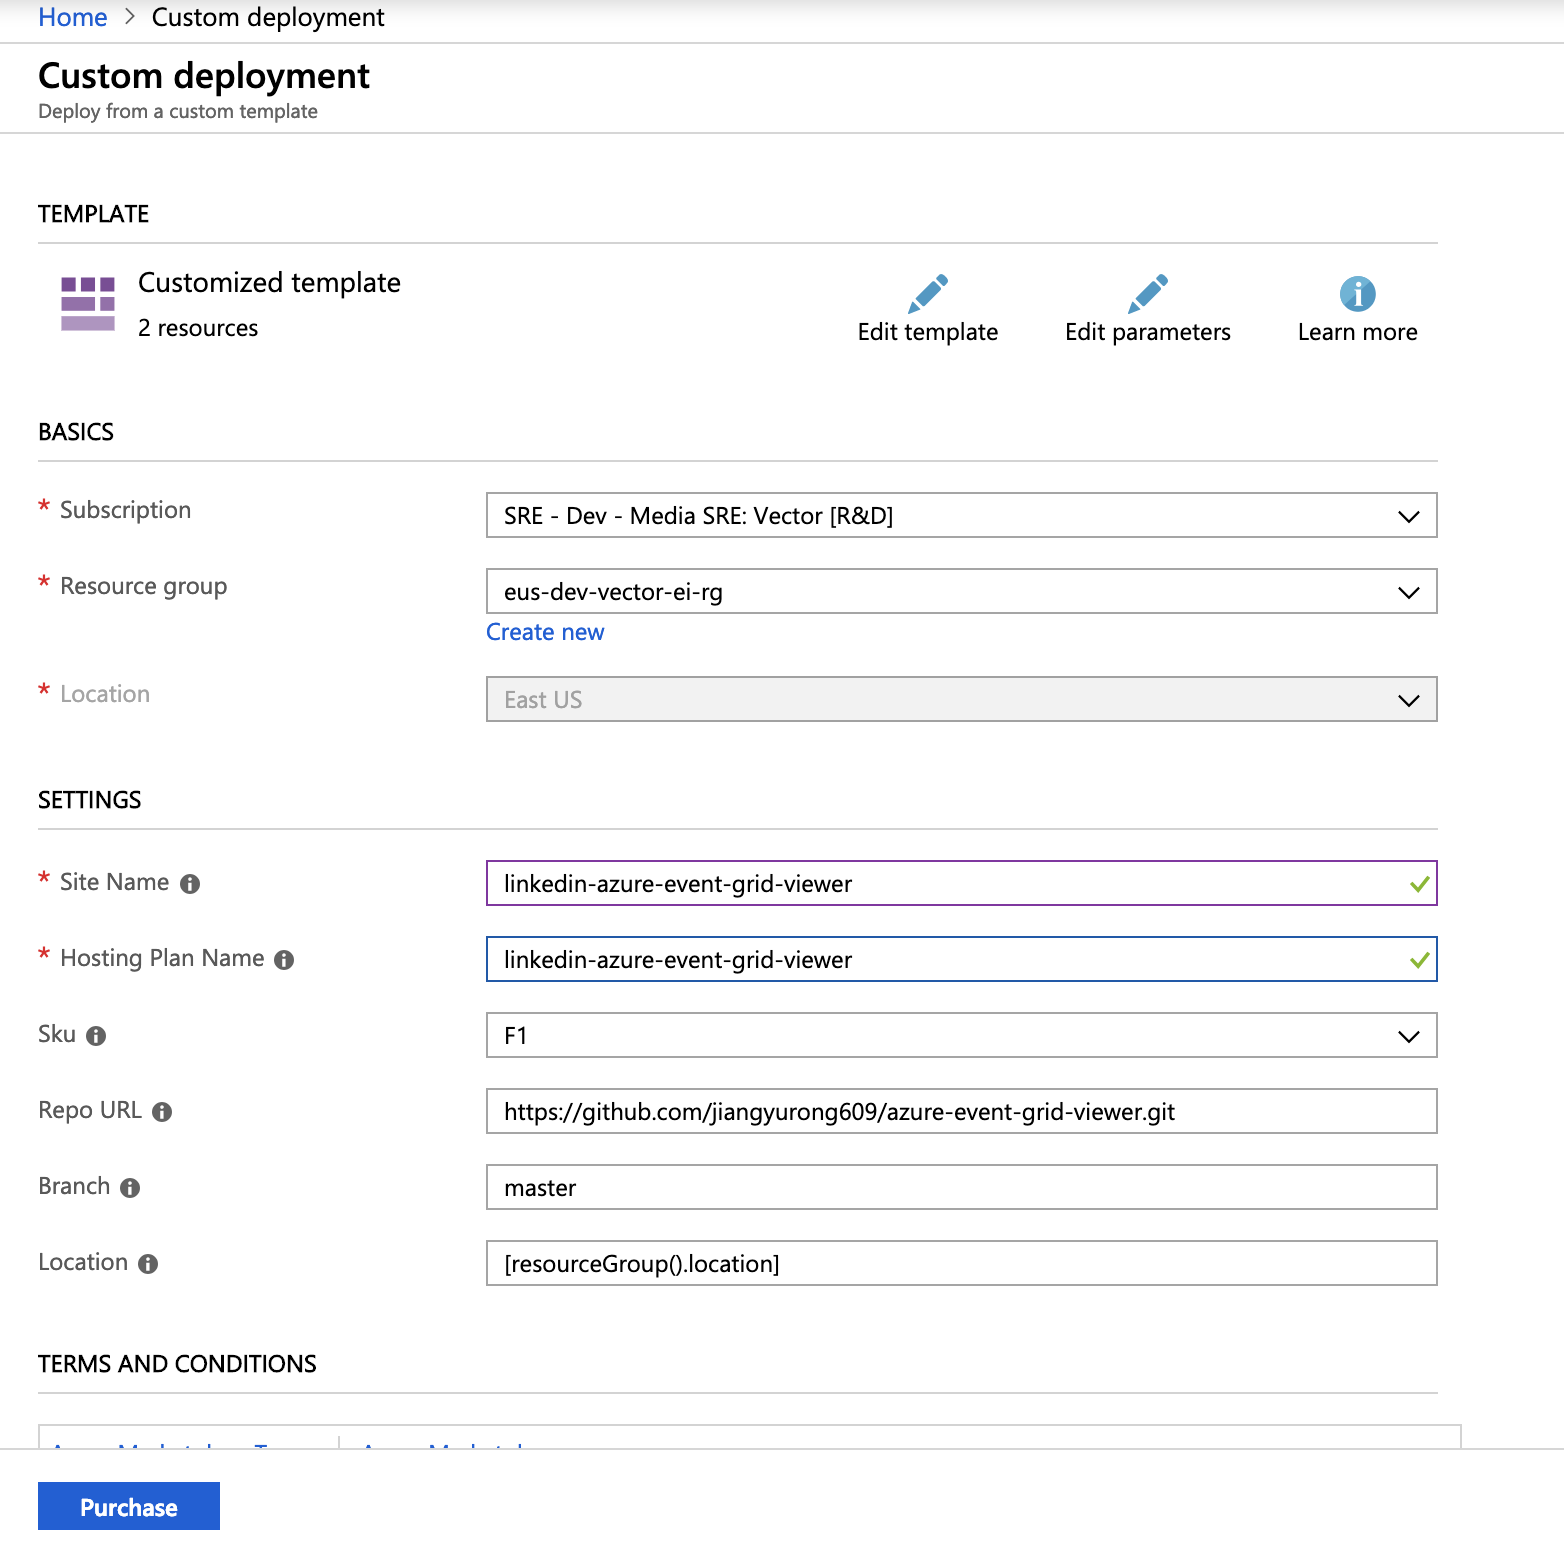 Home > Custom deployment
Custom deployment
Deploy from a custom template
TEMPLATE
Customized template
2 resources
Edit template
Edit parameters
Learn more
BASICS
* Subscription
SRE - Dev - Media SRE: Vector [R&D]
* Resource group
eus-dev-vector-ei-rg
Create new
* Location
East US
SETTINGS
* Site Name
linkedin-azure-event-grid-viewer
* Hosting Plan Name
linkedin-azure-event-grid-viewer
Sku
F1
Repo URL
https://github.com/jiangyurong609/azure-event-grid-viewer.git
Branch
master
Location
[resourceGroup().location]
TERMS AND CONDITIONS
Purchase